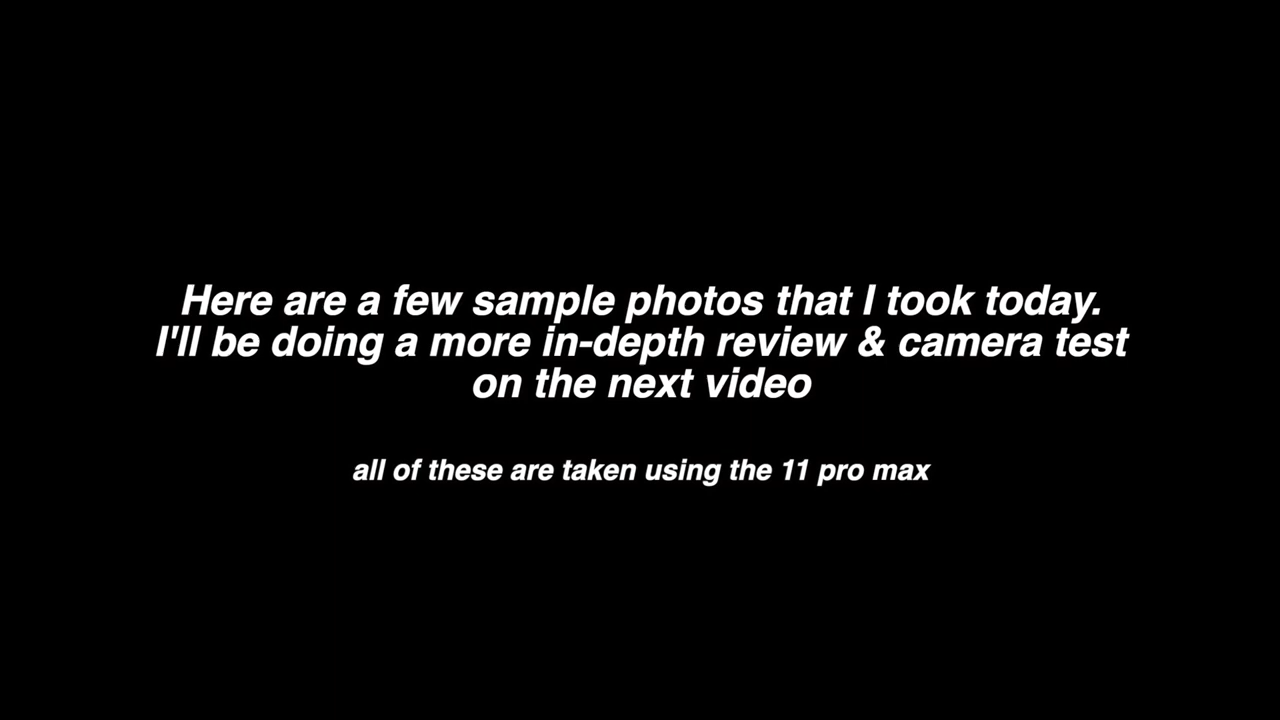 Here are a few sample photos that I took today.
I'll be doing a more in-depth review & camera test
on the next video
all of these are taken using the 11 pro max